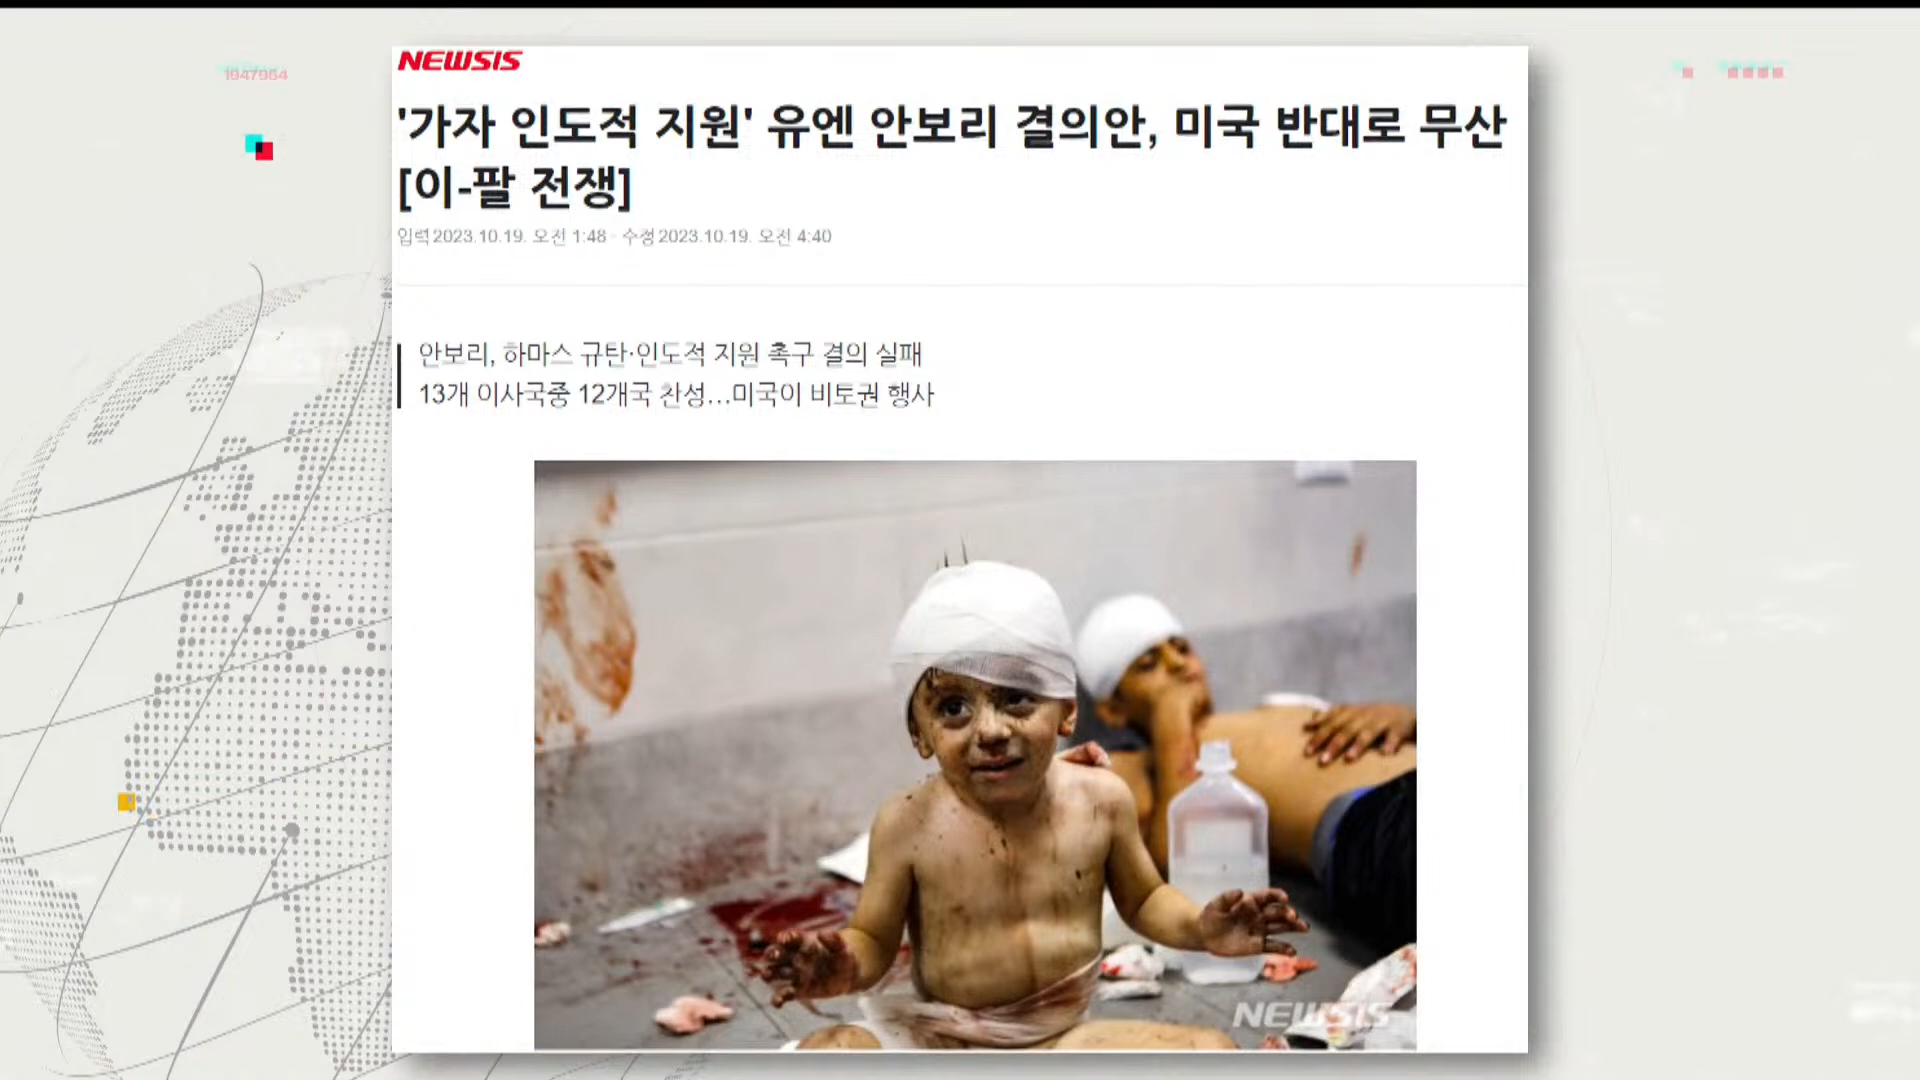 1947964
NEWSIS
'가자 인도적 지원' 유엔 안보리 결의안, 미국 반대로 무산
[이-팔 전쟁]
입력 2023.10.19. 오전 1:48 · 수정 2023.10.19. 오전 4:40
안보리, 하마스 규탄·인도적 지원 촉구 결의 실패
13개 이사국중 12개국 찬성...미국이 비토권 행사
NEWSIS